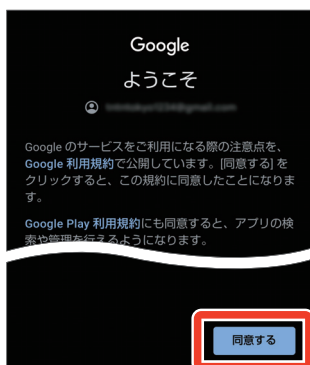 Google
ようこそ
Google のサービスをご利用になる際の注意点を、
Google 利用規約で公開しています。[同意する] を
クリックすると、この規約に同意したことになりま
す。
Google Play 利用規約にも同意すると、アプリの検
索や管理を行えるようになります。
同意する